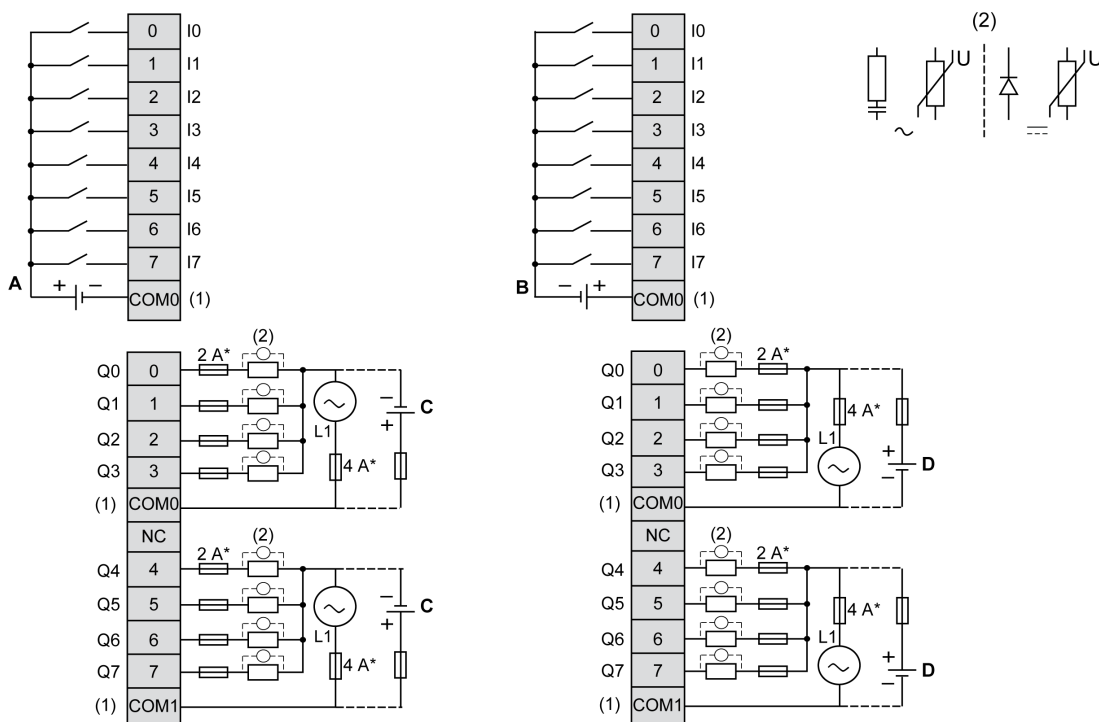 0 I0
1 I1
2 I2
3 I3
4 I4
5 I5
6 I6
7 I7
A + − COM0 (1)
0 I0
1 I1
2 I2
3 I3
4 I4
5 I5
6 I6
7 I7
B − + COM0 (1)
(2)
U U
(2)
Q0 0 2 A*
Q1 1 − C
Q2 2 + L1
Q3 3 4 A*
(1) COM0
NC (2)
Q4 4 2 A*
Q5 5 − C
Q6 6 + L1
Q7 7 4 A*
(1) COM1
(2)
Q0 0 2 A*
Q1 1 4 A*
Q2 2 L1 +
Q3 3 − D
(1) COM0
NC (2)
Q4 4 2 A*
Q5 5 4 A*
Q6 6 L1 +
Q7 7 − D
(1) COM1